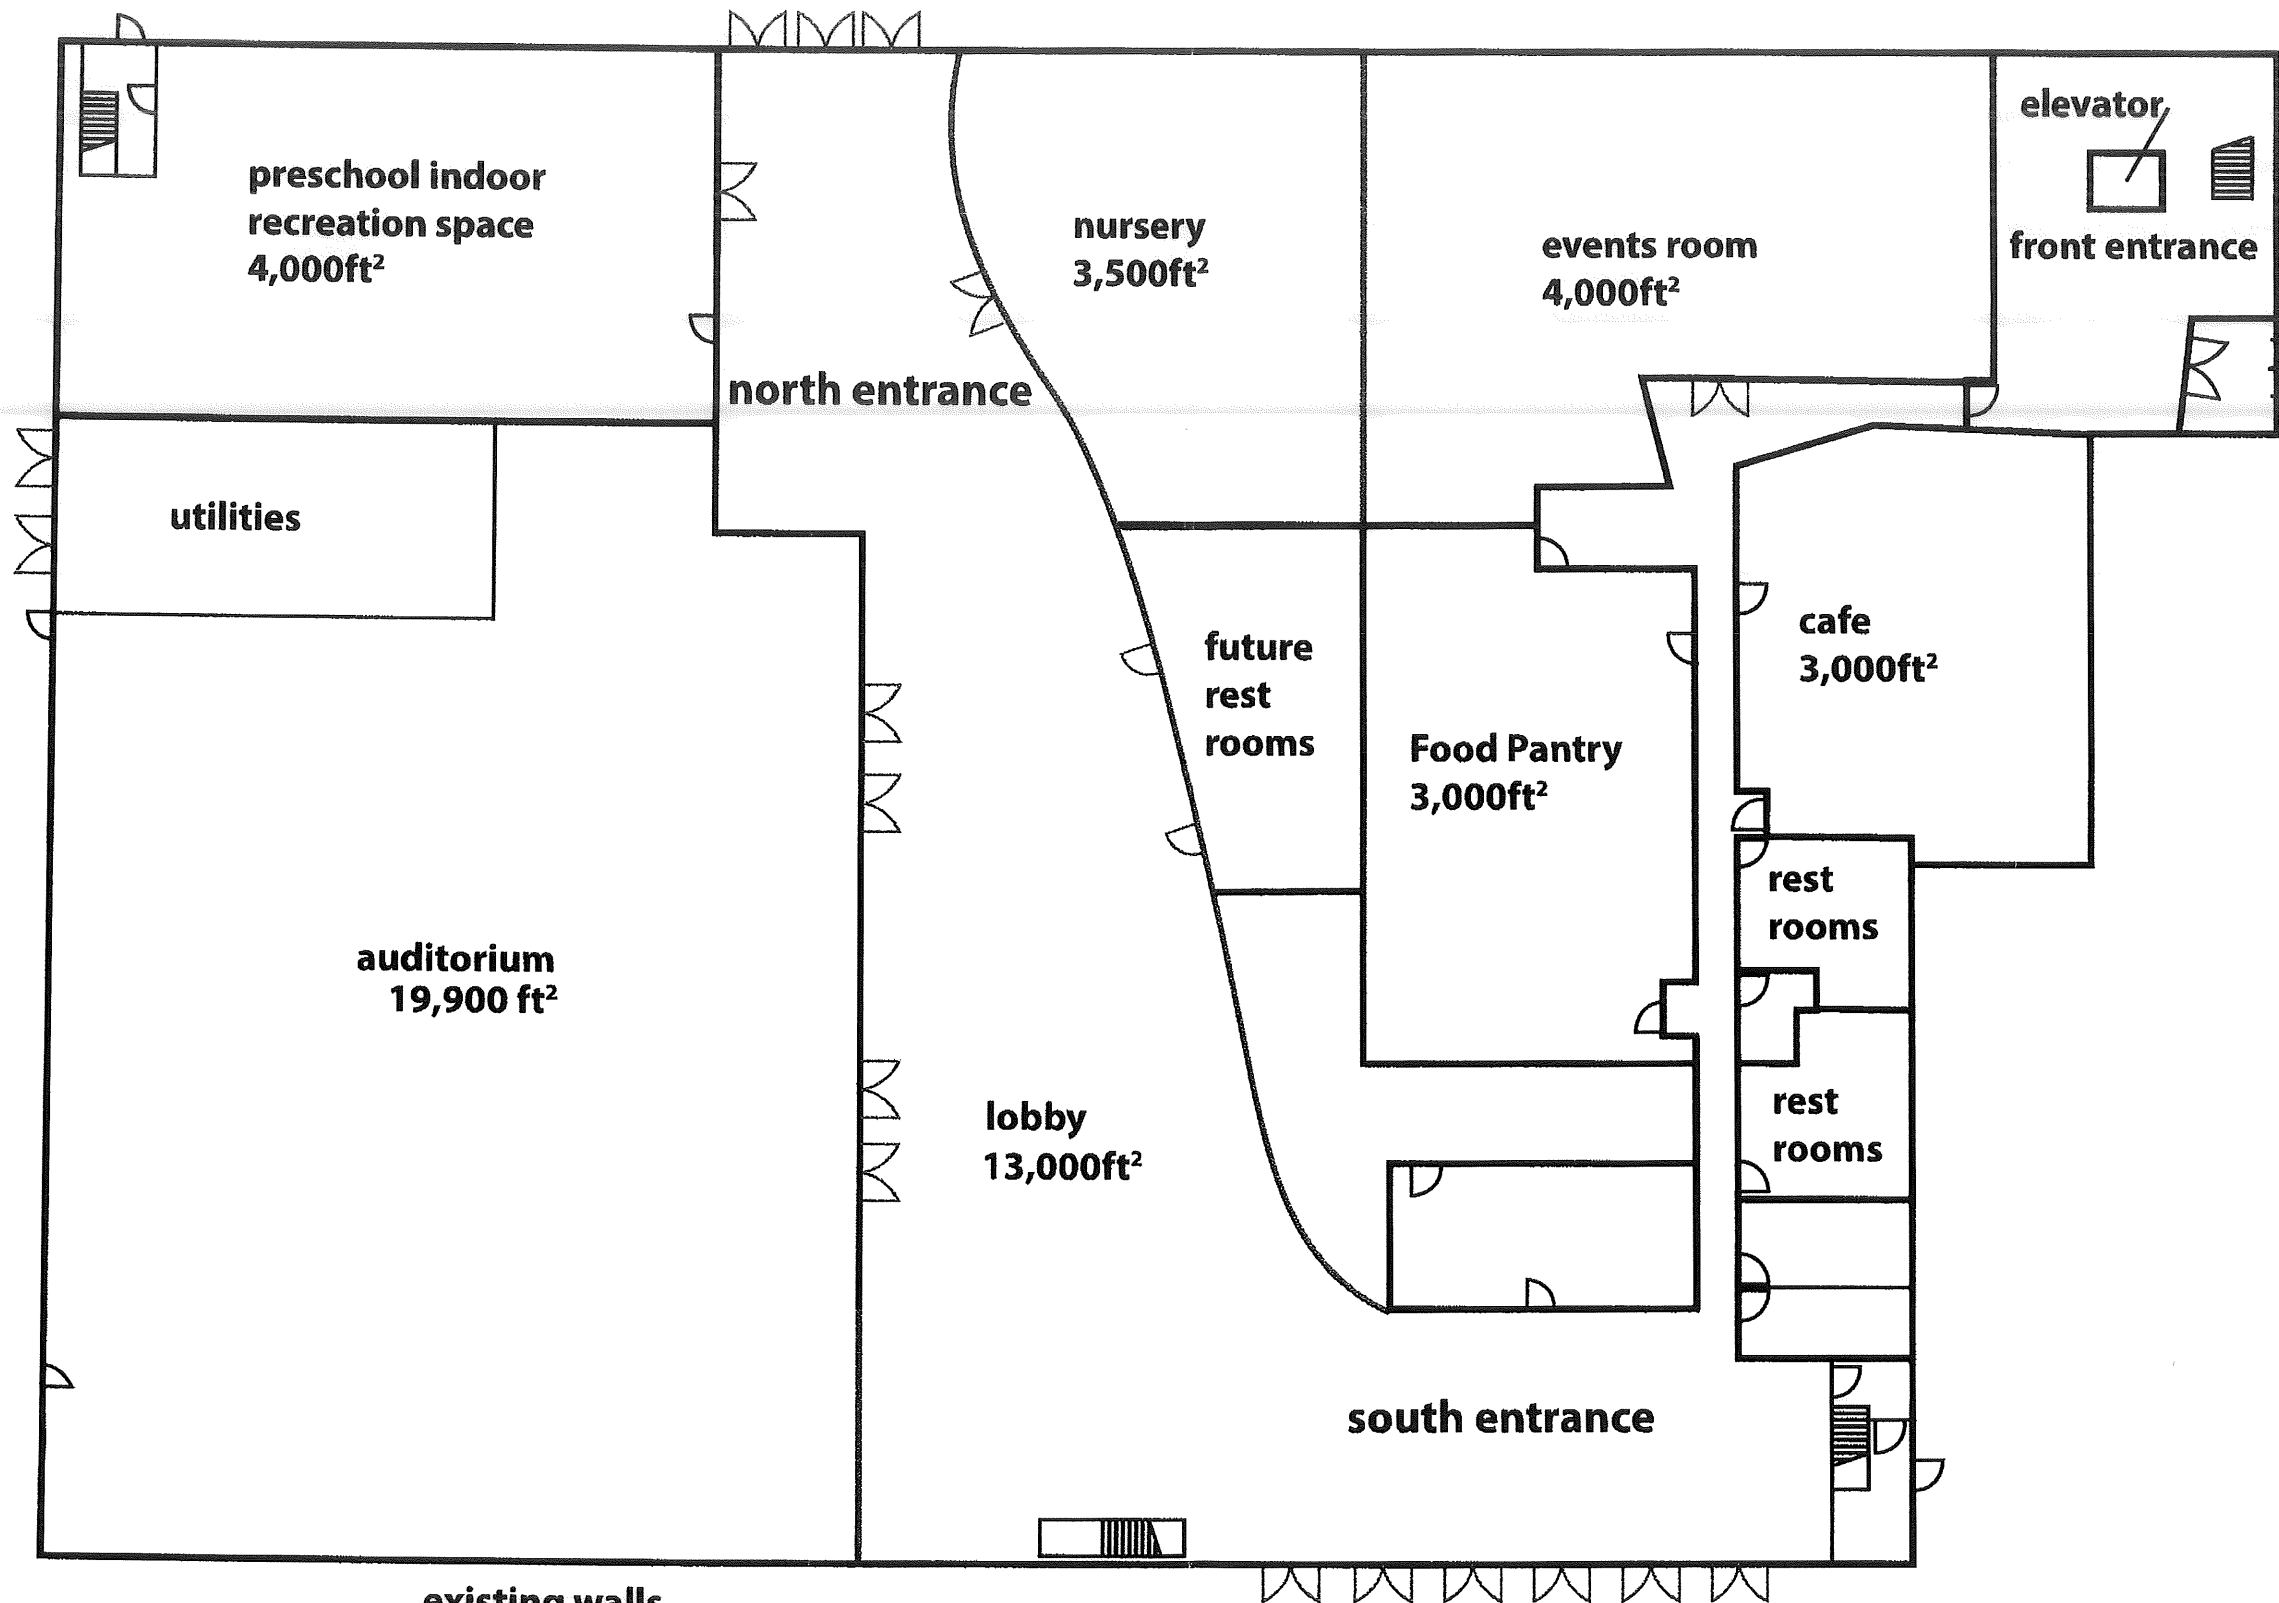 elevator
preschool indoor
recreation space
4,000ft²
nursery
3,500ft²
events room
4,000ft²
front entrance
north entrance
utilities
future
rest
rooms
cafe
3,000ft²
Food Pantry
3,000ft²
rest
rooms
auditorium
19,900 ft²
lobby
13,000ft²
rest
rooms
south entrance
existing walls